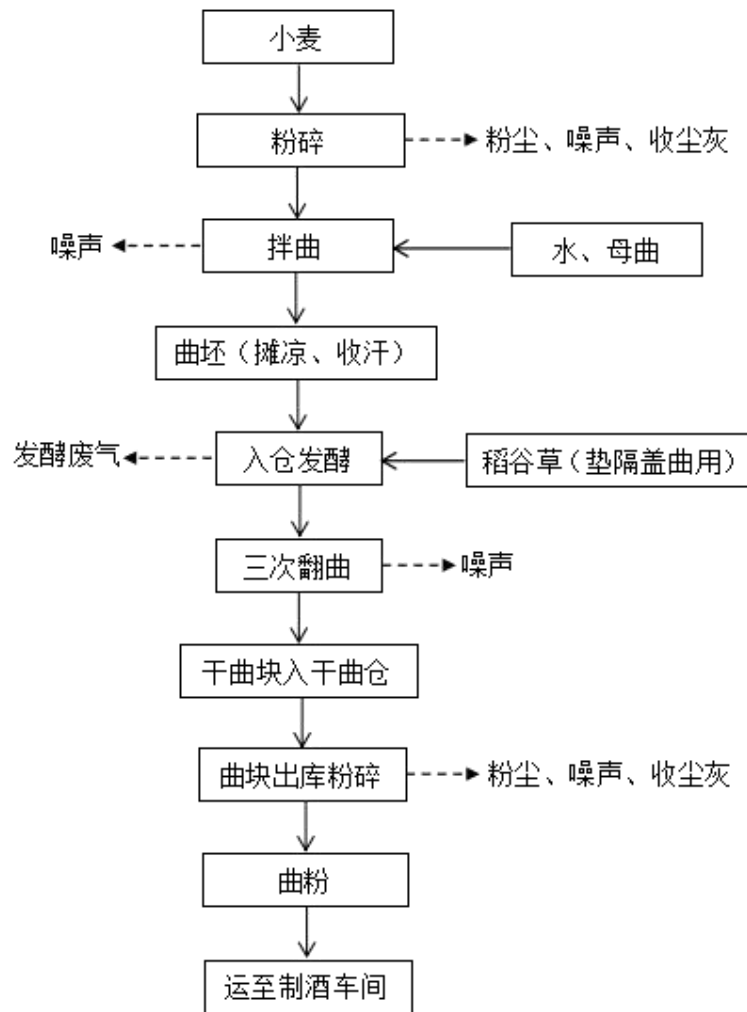 小麦
粉碎
粉尘、噪声、收尘灰
噪声
拌曲
水、母曲
曲坯（摊凉、收汗）
发酵废气
入仓发酵
稻谷草（垫隔盖曲用）
三次翻曲
噪声
干曲块入干曲仓
曲块出库粉碎
粉尘、噪声、收尘灰
曲粉
运至制酒车间